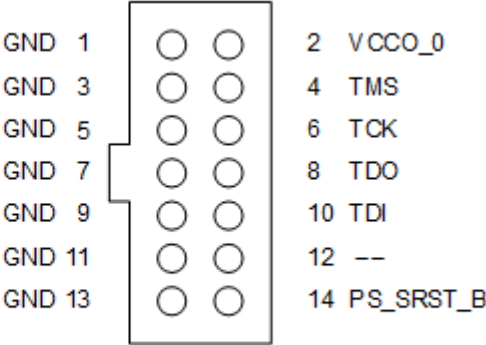 GND 1 2 VCCO_0
GND 3 4 TMS
GND 5 6 TCK
GND 7 8 TDO
GND 9 10 TDI
GND 11 12 --
GND 13 14 PS_SRST_B